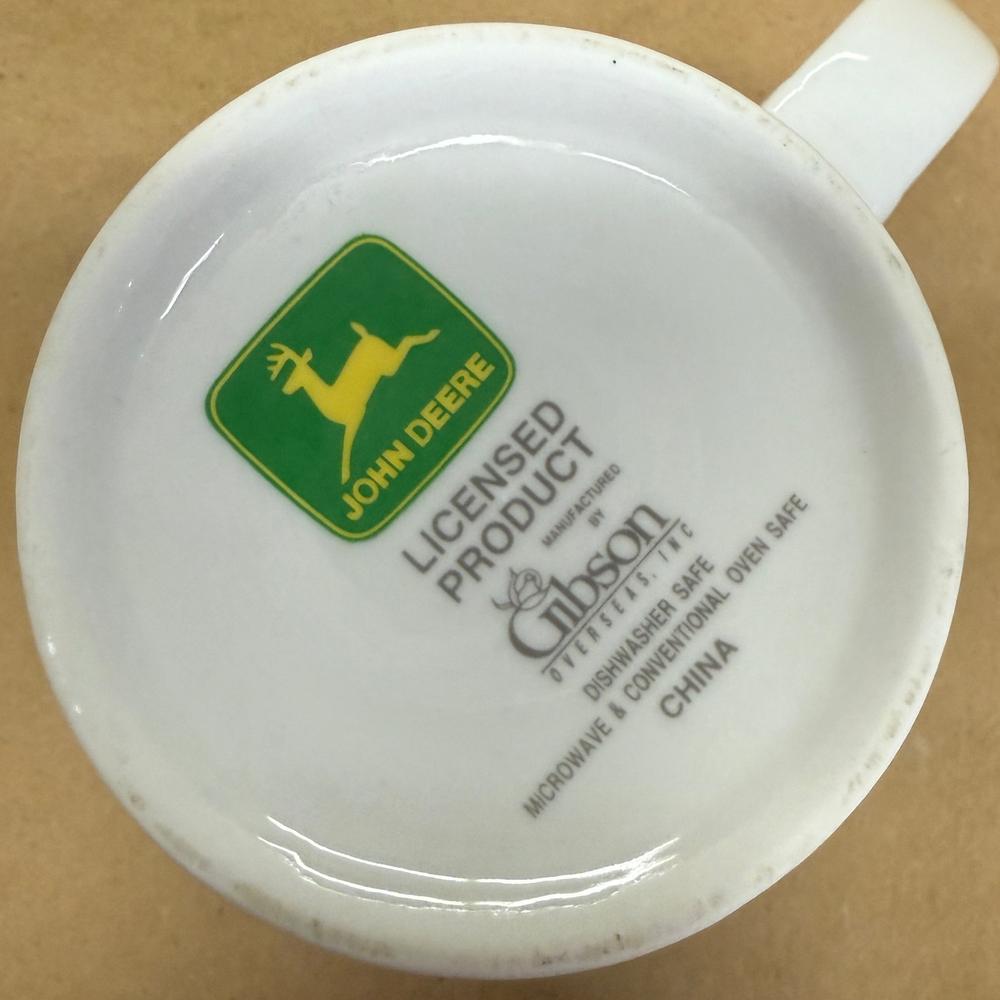 JOHN DEERE
LICENSED
PRODUCT
MANUFACTURED
BY
Gibson
OVERSEAS, INC
DISHWASHER SAFE
MICROWAVE & CONVENTIONAL OVEN SAFE
CHINA